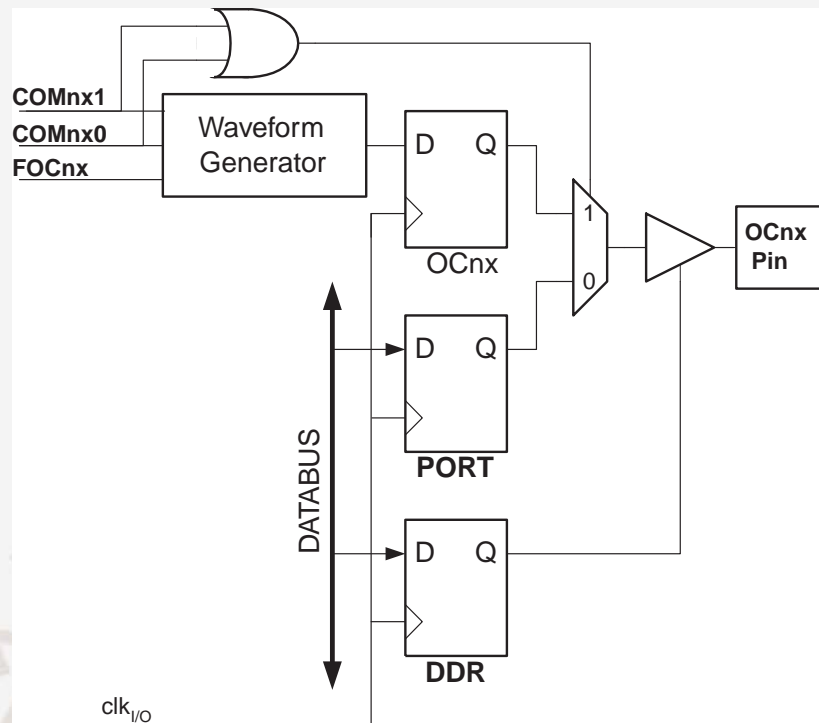 COMnx1
COMnx0
FOCnx
Waveform
Generator
D Q
OCnx
1
0
OCnx
Pin
D Q
PORT
D Q
DDR
DATABUS
clkI/O